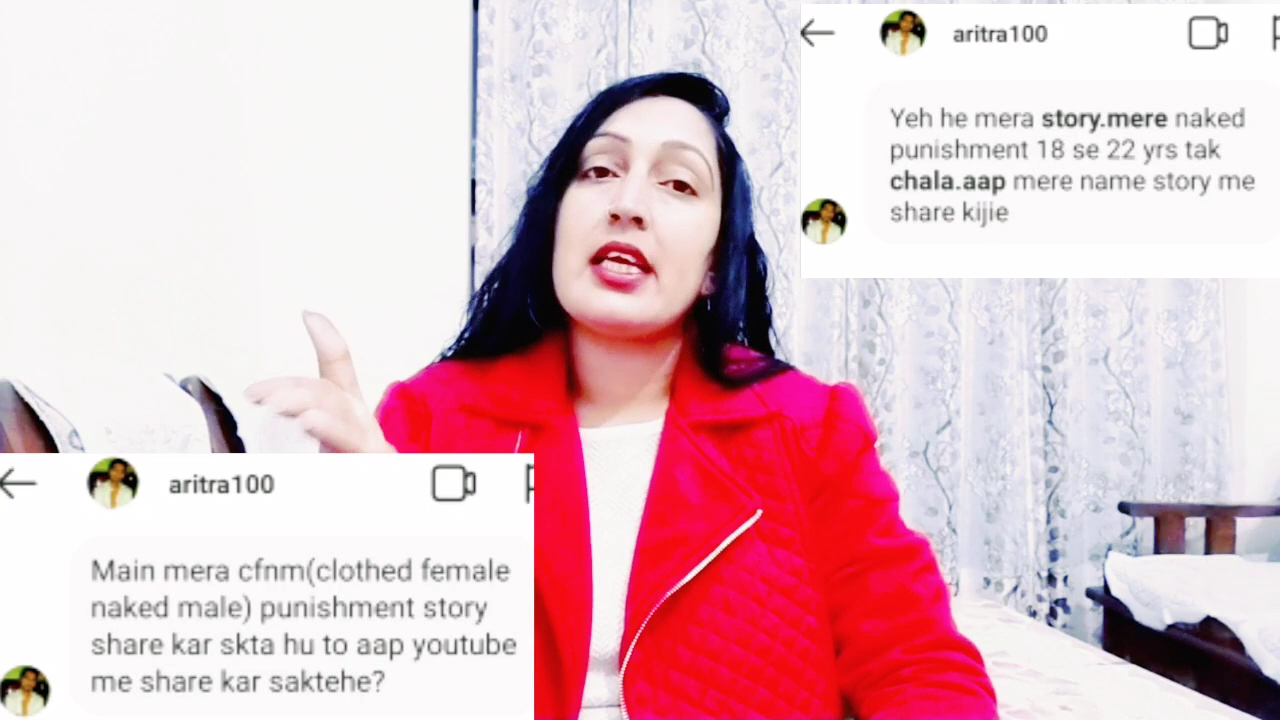 aritra100
Yeh he mera story.mere naked
punishment 18 se 22 yrs tak
chala.aap mere name story me
share kijie
aritra100
Main mera cfnm(clothed female
naked male) punishment story
share kar skta hu to aap youtube
me share kar saktehe?